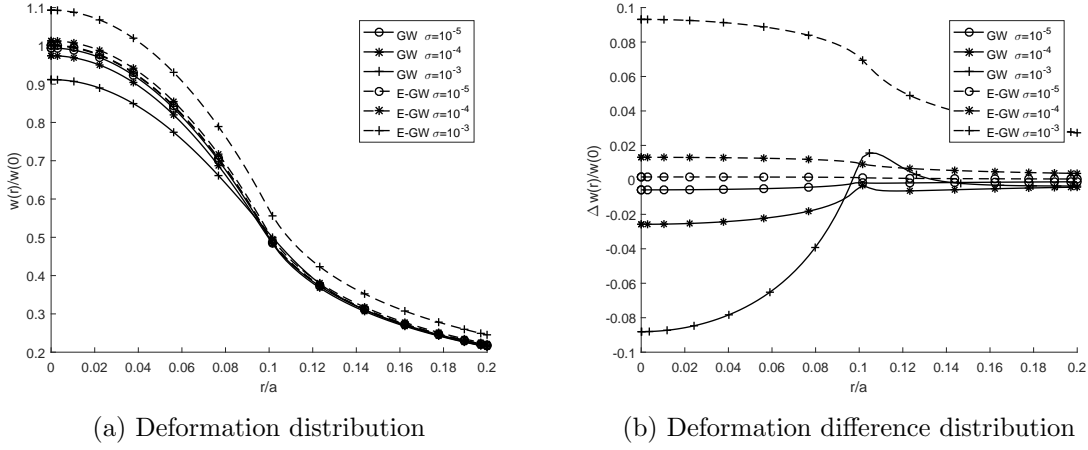 1.1
1
0.9
0.8
0.7
0.6
0.5
0.4
0.3
0.2
w(r)/w(0)
0 0.02 0.04 0.06 0.08 0.1 0.12 0.14 0.16 0.18 0.2
r/a
GW σ=10⁻⁵
GW σ=10⁻⁴
GW σ=10⁻³
E-GW σ=10⁻⁵
E-GW σ=10⁻⁴
E-GW σ=10⁻³
(a) Deformation distribution
0.1
0.08
0.06
0.04
0.02
0
-0.02
-0.04
-0.06
-0.08
-0.1
Δ w(r)/w(0)
0 0.02 0.04 0.06 0.08 0.1 0.12 0.14 0.16 0.18 0.2
r/a
GW σ=10⁻⁵
GW σ=10⁻⁴
GW σ=10⁻³
E-GW σ=10⁻⁵
E-GW σ=10⁻⁴
E-GW σ=10⁻³
(b) Deformation difference distribution